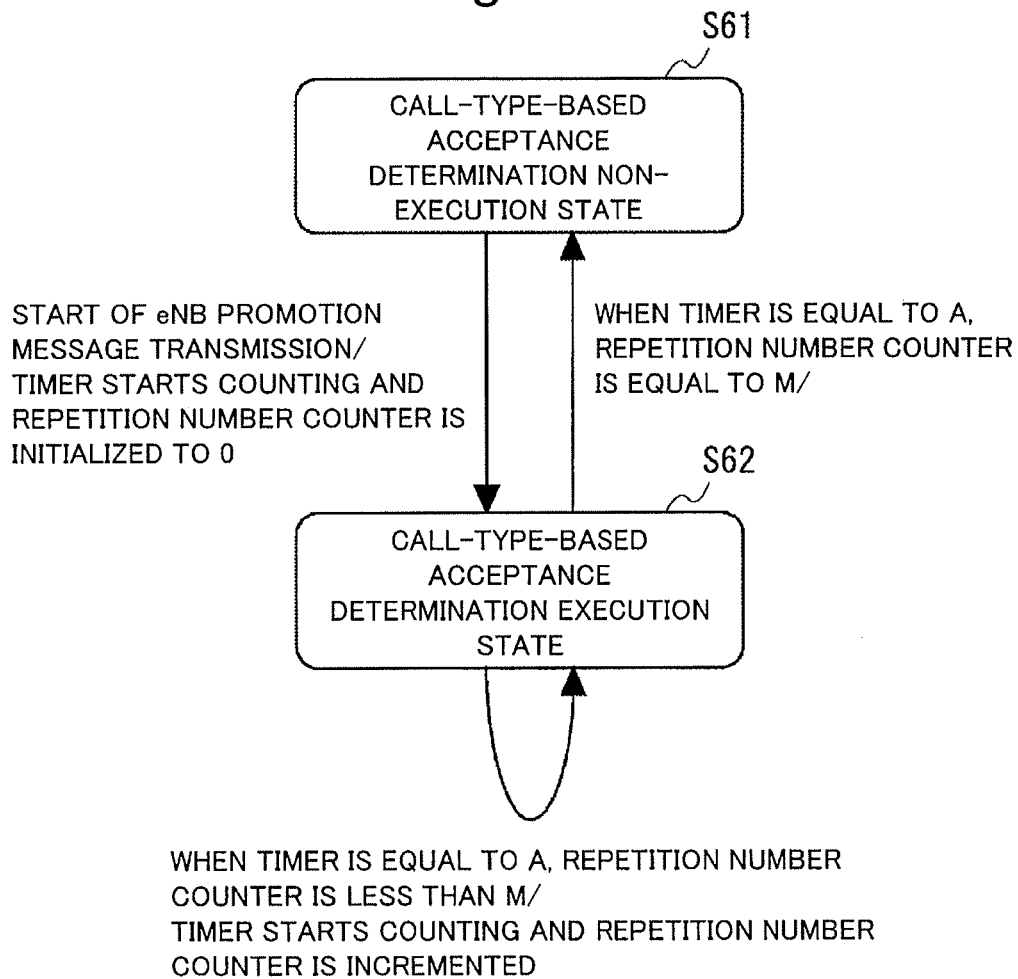 S61
CALL-TYPE-BASED
ACCEPTANCE
DETERMINATION NON-
EXECUTION STATE
START OF eNB PROMOTION
MESSAGE TRANSMISSION/
TIMER STARTS COUNTING AND
REPETITION NUMBER COUNTER IS
INITIALIZED TO 0
WHEN TIMER IS EQUAL TO A,
REPETITION NUMBER COUNTER
IS EQUAL TO M/
S62
CALL-TYPE-BASED
ACCEPTANCE
DETERMINATION EXECUTION
STATE
WHEN TIMER IS EQUAL TO A, REPETITION NUMBER
COUNTER IS LESS THAN M/
TIMER STARTS COUNTING AND REPETITION NUMBER
COUNTER IS INCREMENTED